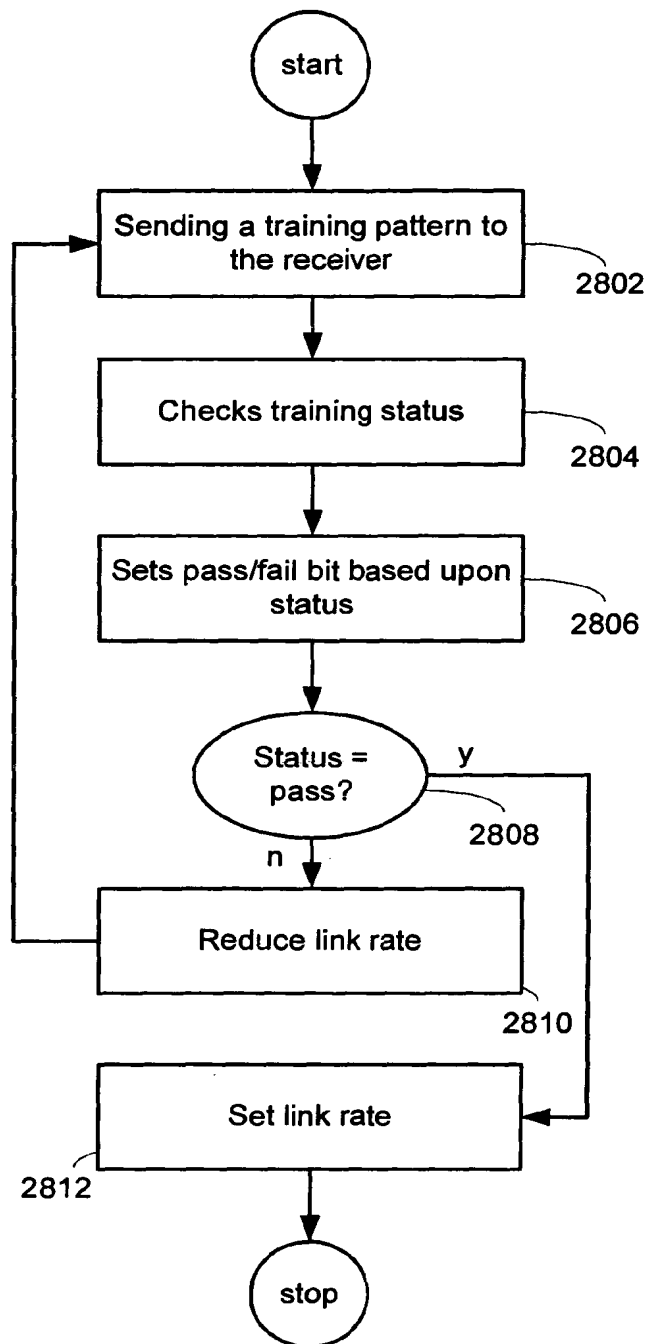 start
Sending a training pattern to
the receiver
2802
Checks training status
2804
Sets pass/fail bit based upon
status
2806
Status =
pass?
y
2808
n
Reduce link rate
2810
Set link rate
2812
stop